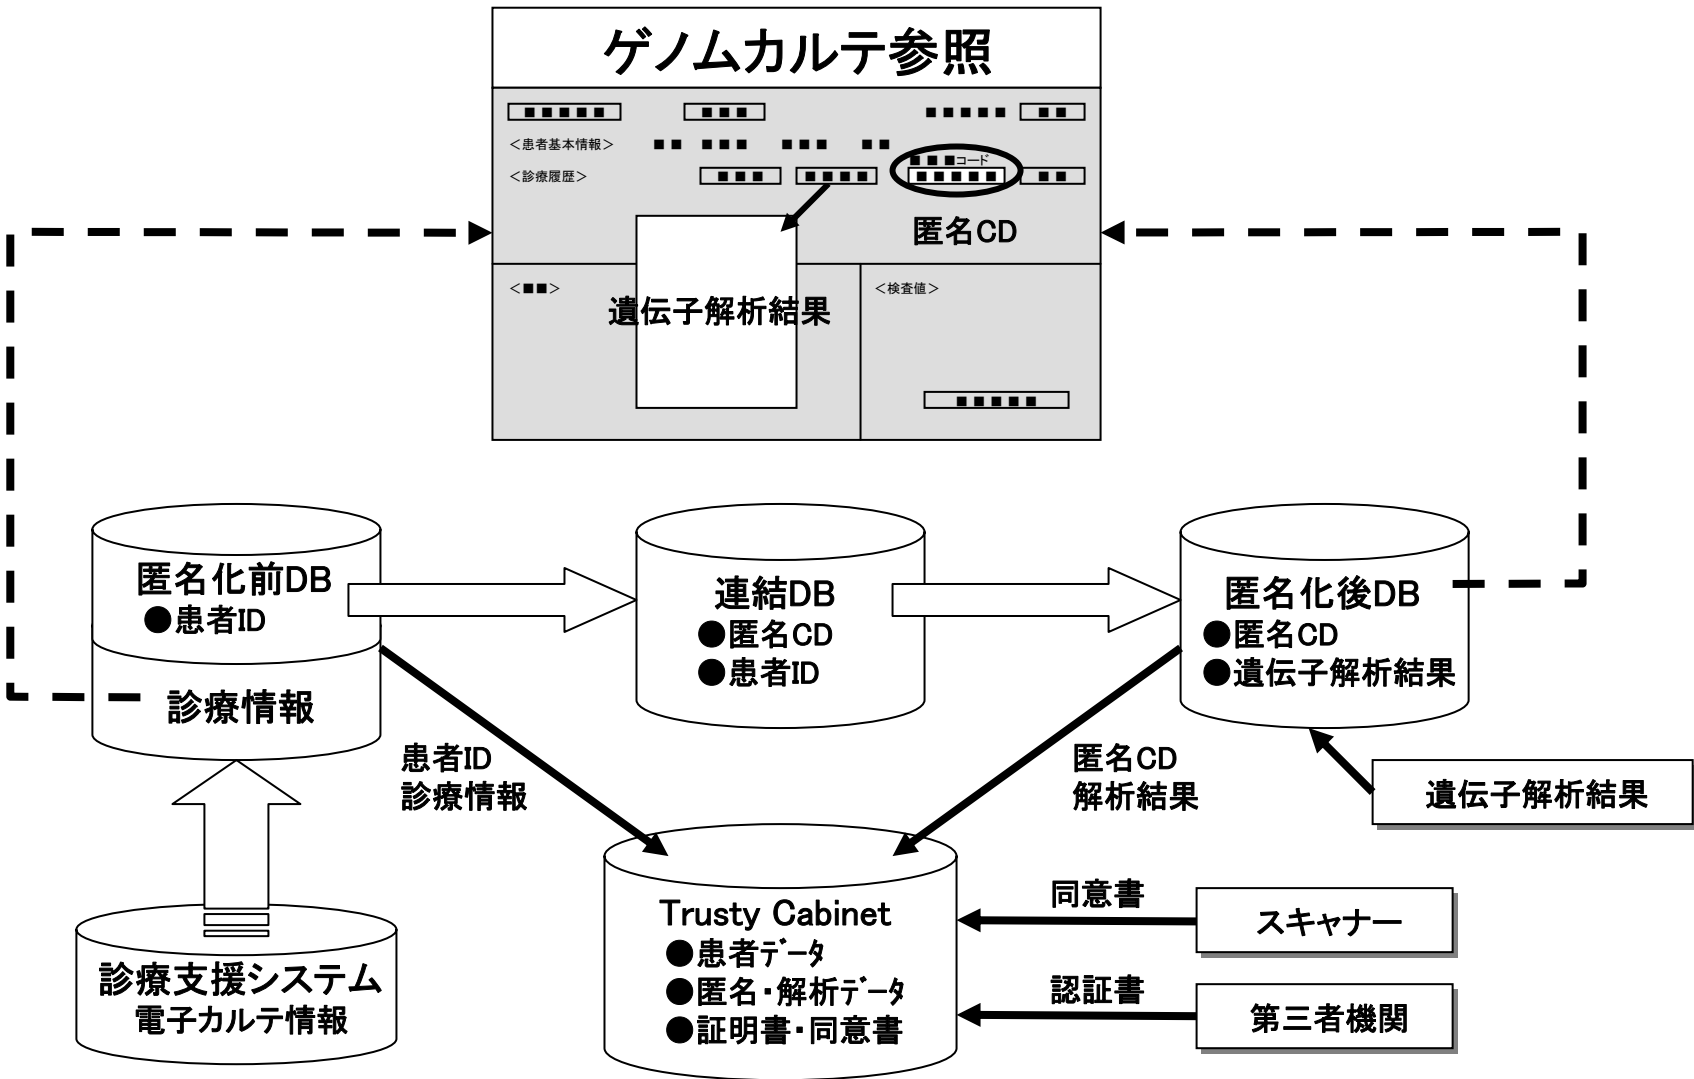 ゲノムカルテ参照
■■■■■ ■■■ ■■■■■ ■■
＜患者基本情報＞ ■■ ■■■ ■■■ ■■
■■■コード
＜診療履歴＞ ■■■ ■■■■ ■■■■■ ■■
匿名CD
＜■■＞
遺伝子解析結果
＜検査値＞
■■■■■
匿名化前DB
●患者ID
診療情報
連結DB
●匿名CD
●患者ID
匿名化後DB
●匿名CD
●遺伝子解析結果
患者ID
診療情報
匿名CD
解析結果
遺伝子解析結果
診療支援システム
電子カルテ情報
Trusty Cabinet
●患者ﾃﾞｰﾀ
●匿名・解析ﾃﾞｰﾀ
●証明書・同意書
同意書
スキャナー
認証書
第三者機関